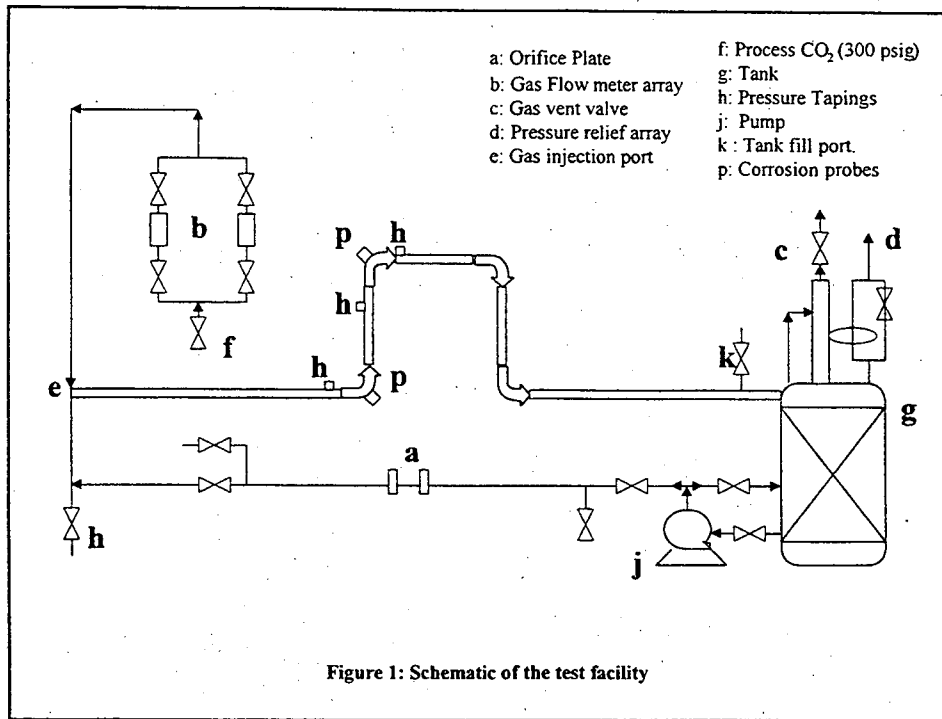 a: Orifice Plate
b: Gas Flow meter array
c: Gas vent valve
d: Pressure relief array
e: Gas injection port
f: Process CO₂ (300 psig)
g: Tank
h: Pressure Tapings
j: Pump
k : Tank fill port.
p: Corrosion probes
b
f
p
h
h
h
p
e
c
d
k
g
a
h
j
Figure 1: Schematic of the test facility